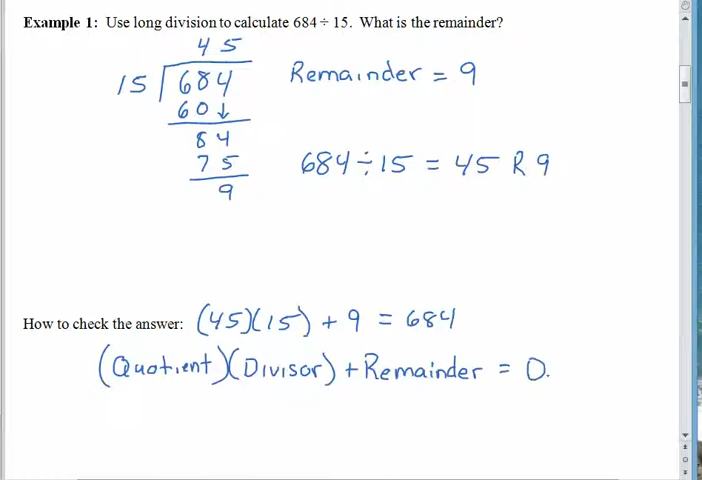 Example 1: Use long division to calculate 684 ÷ 15. What is the remainder?
45
15 684 Remainder = 9
60↓
84
75 684 ÷ 15 = 45 R 9
9
How to check the answer: (45)(15) + 9 = 684
(Quotient)(Divisor) + Remainder = D.